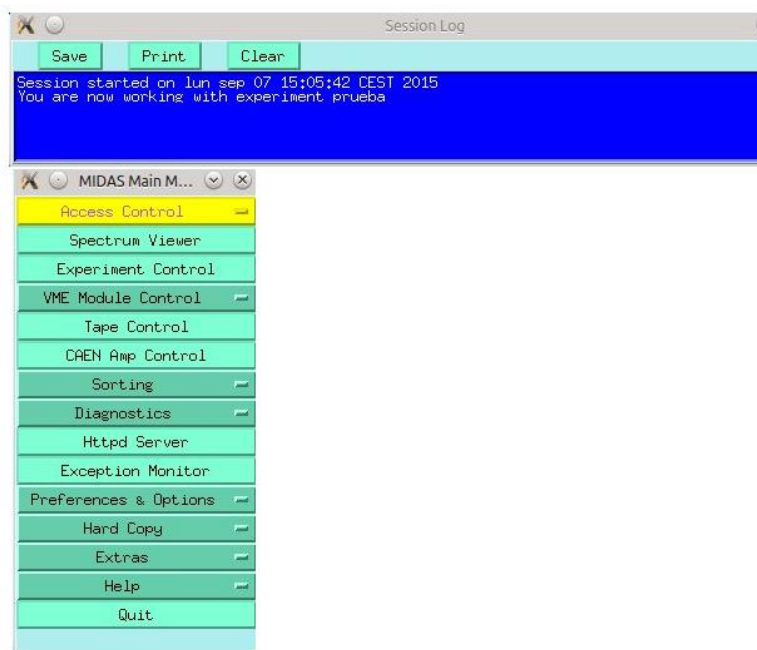 Session Log
Save Print Clear
Session started on lun sep 07 15:05:42 CEST 2015
You are now working with experiment prueba
MIDAS Main M...
Access Control
Spectrum Viewer
Experiment Control
VME Module Control
Tape Control
CAEN Amp Control
Sorting
Diagnostics
Httpd Server
Exception Monitor
Preferences & Options
Hard Copy
Extras
Help
Quit